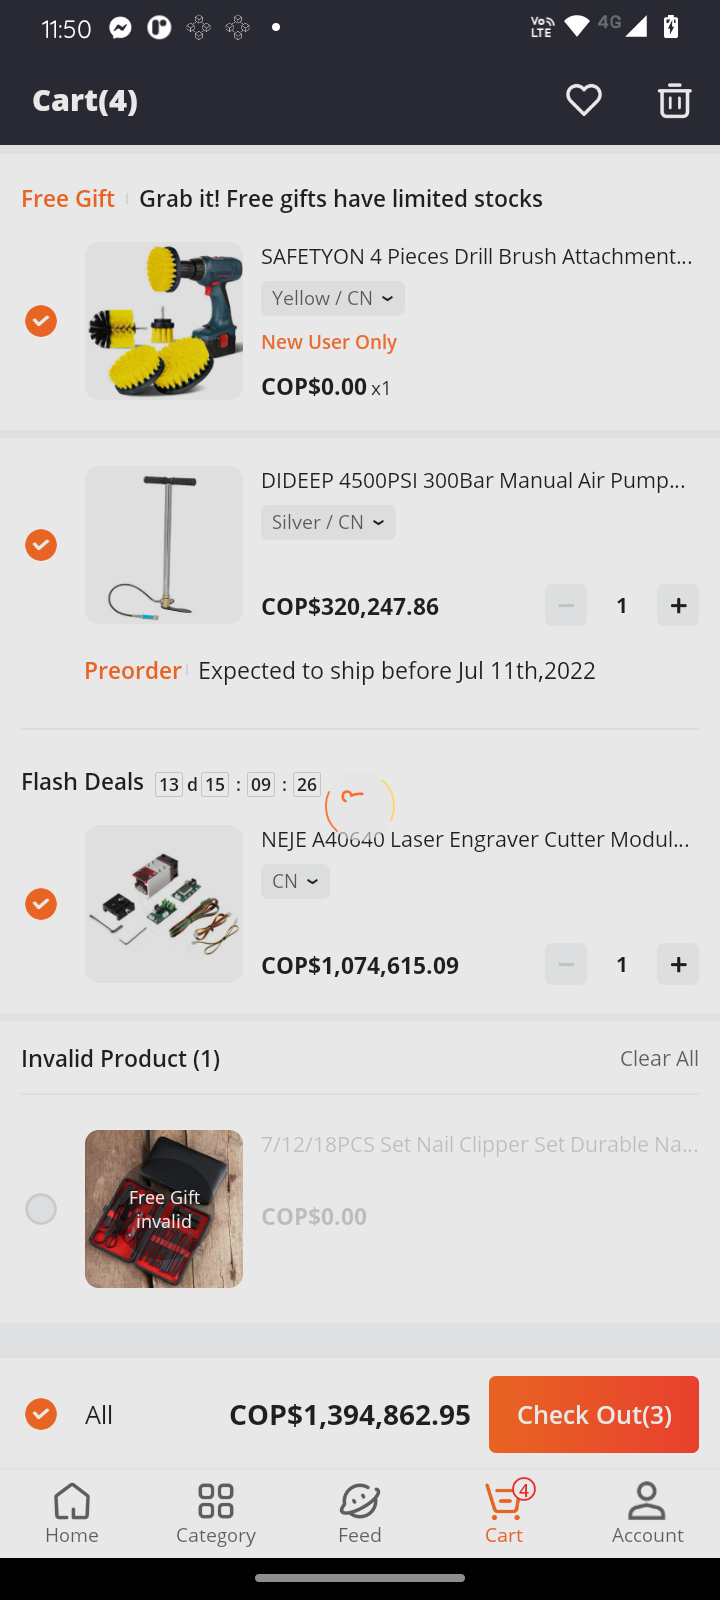 11:50
Vo LTE 4G
Cart(4)
Free Gift Grab it! Free gifts have limited stocks
SAFETYON 4 Pieces Drill Brush Attachment...
Yellow / CN
New User Only
COP$0.00 x1
DIDEEP 4500PSI 300Bar Manual Air Pump...
Silver / CN
COP$320,247.86 1
Preorder Expected to ship before Jul 11th,2022
Flash Deals 13 d 15 : 09 : 26
NEJE A40640 Laser Engraver Cutter Modul...
CN
COP$1,074,615.09 1
Invalid Product (1) Clear All
7/12/18PCS Set Nail Clipper Set Durable Na...
Free Gift
invalid
COP$0.00
All COP$1,394,862.95 Check Out(3)
4
Home Category Feed Cart Account